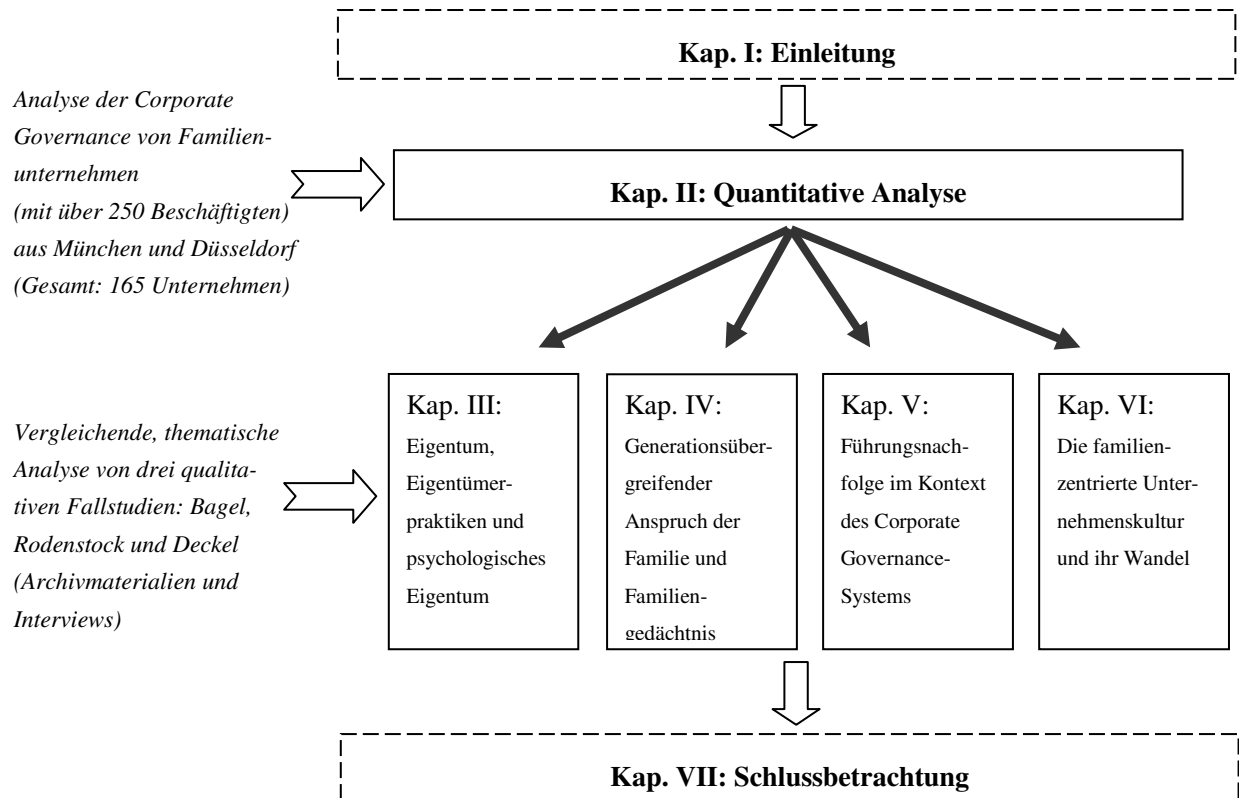 Kap. I: Einleitung
Analyse der Corporate
Governance von Familien-
unternehmen
(mit über 250 Beschäftigten)
aus München und Düsseldorf
(Gesamt: 165 Unternehmen)
Kap. II: Quantitative Analyse
Vergleichende, thematische
Analyse von drei qualita-
tiven Fallstudien: Bagel,
Rodenstock und Deckel
(Archivmaterialien und
Interviews)
Kap. III:
Eigentum,
Eigentümer-
praktiken und
psychologisches
Eigentum
Kap. IV:
Generationsüber-
greifender
Anspruch der
Familie und
Familien-
gedächtnis
Kap. V:
Führungsnach-
folge im Kontext
des Corporate
Governance-
Systems
Kap. VI:
Die familien-
zentrierte Unter-
nehmenskultur
und ihr Wandel
Kap. VII: Schlussbetrachtung